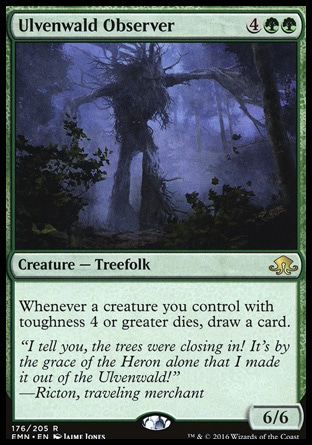 Ulvenwald Observer 4
Creature — Treefolk
Whenever a creature you control with
toughness 4 or greater dies, draw a card.
“I tell you, the trees were closing in! It’s by
the grace of the Heron alone that I made
it out of the Ulvenwald!”
—Ricton, traveling merchant
176/205 R
EMN • EN Jaime Jones
™ & © 2016 Wizards of the Coast
6/6